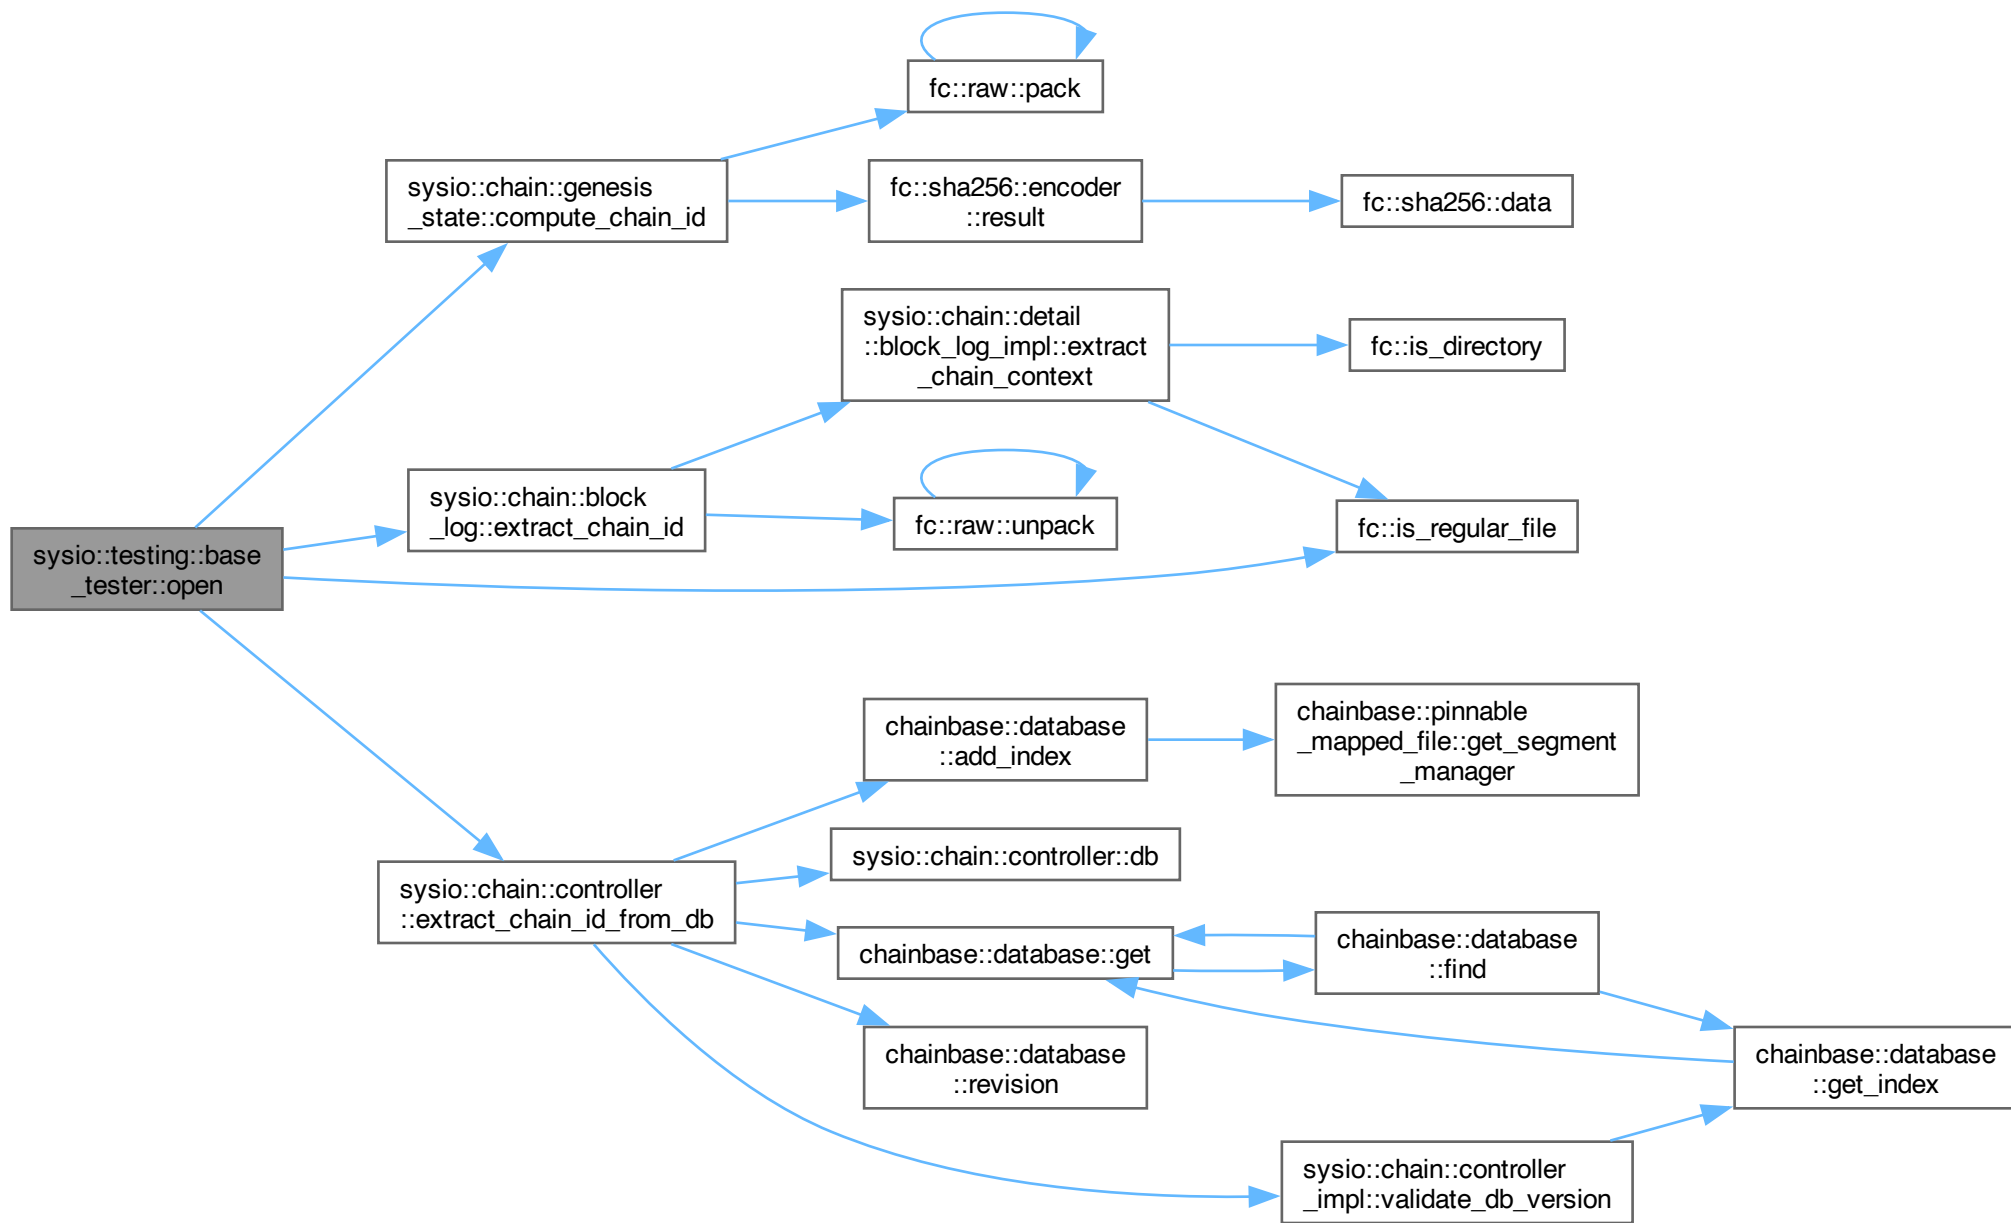 fc::raw::pack
sysio::chain::genesis
_state::compute_chain_id
fc::sha256::encoder
::result
fc::sha256::data
sysio::chain::detail
::block_log_impl::extract
_chain_context
fc::is_directory
sysio::chain::block
_log::extract_chain_id
fc::raw::unpack
fc::is_regular_file
sysio::testing::base
_tester::open
chainbase::database
::add_index
chainbase::pinnable
_mapped_file::get_segment
_manager
sysio::chain::controller::db
sysio::chain::controller
::extract_chain_id_from_db
chainbase::database::get
chainbase::database
::find
chainbase::database
::revision
chainbase::database
::get_index
sysio::chain::controller
_impl::validate_db_version